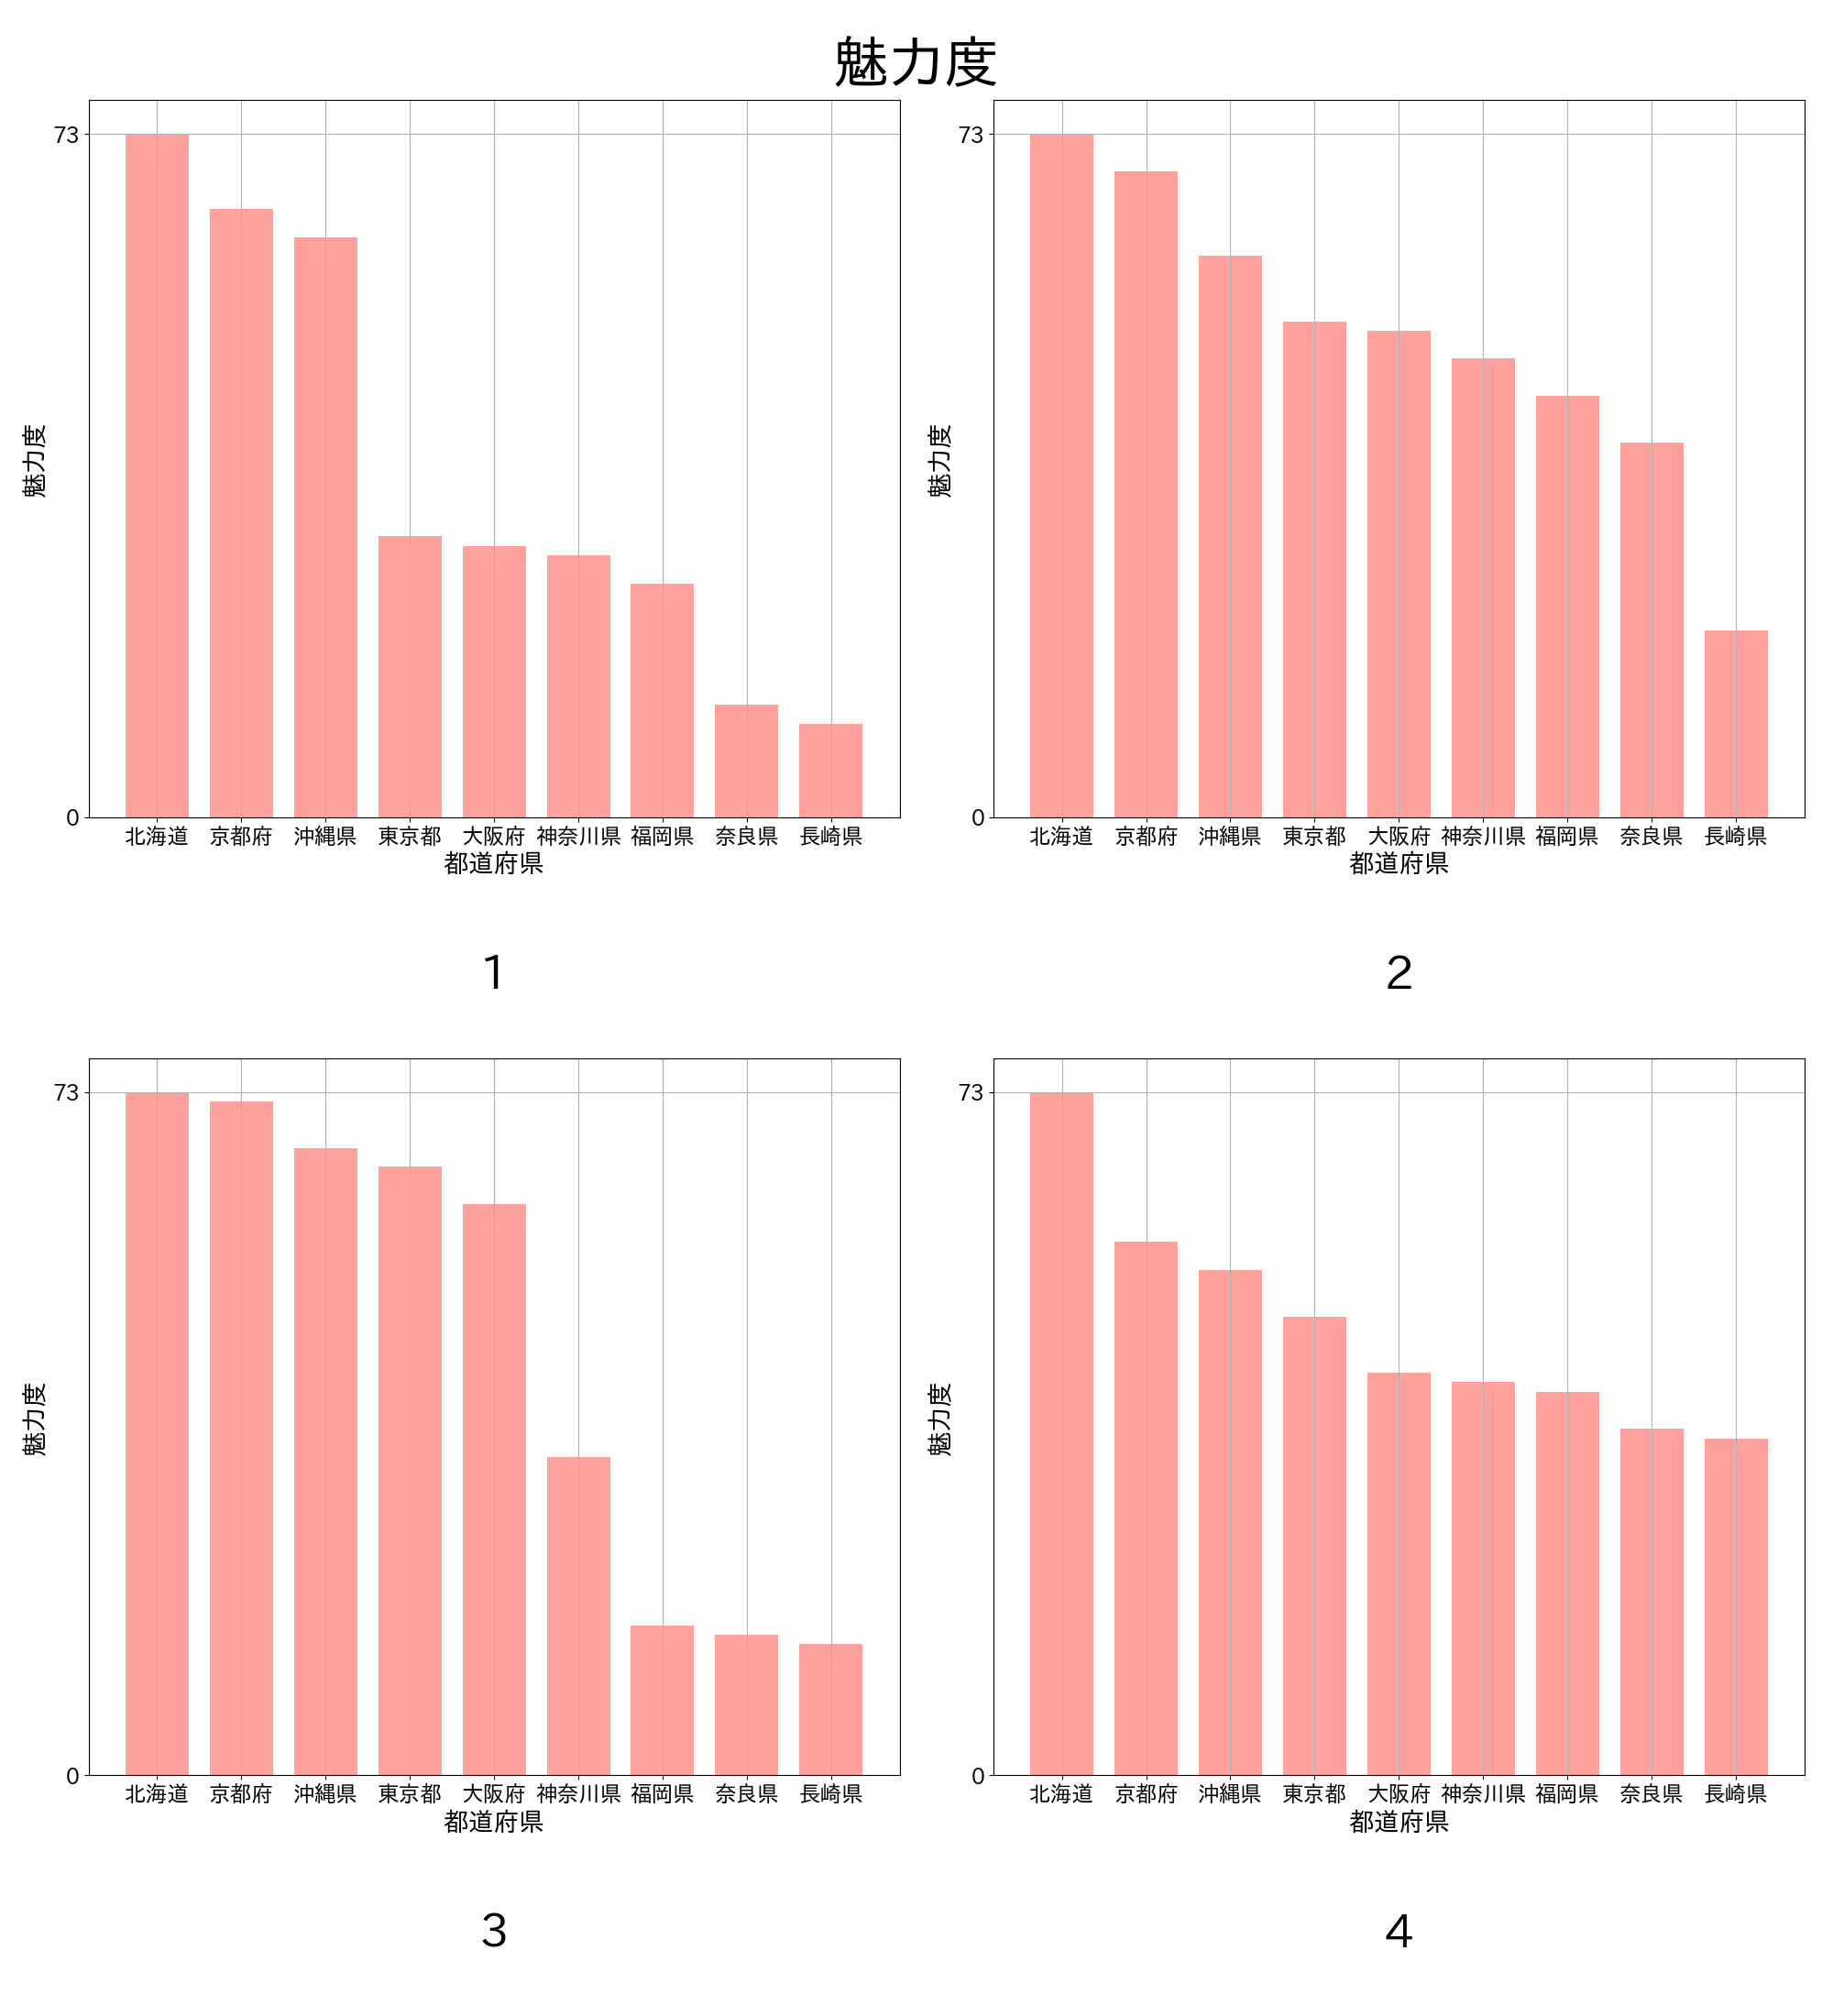 魅力度
73
0
魅力度
北海道 京都府 沖縄県 東京都 大阪府 神奈川県 福岡県 奈良県 長崎県
都道府県
1
73
0
魅力度
北海道 京都府 沖縄県 東京都 大阪府 神奈川県 福岡県 奈良県 長崎県
都道府県
2
73
0
魅力度
北海道 京都府 沖縄県 東京都 大阪府 神奈川県 福岡県 奈良県 長崎県
都道府県
3
73
0
魅力度
北海道 京都府 沖縄県 東京都 大阪府 神奈川県 福岡県 奈良県 長崎県
都道府県
4